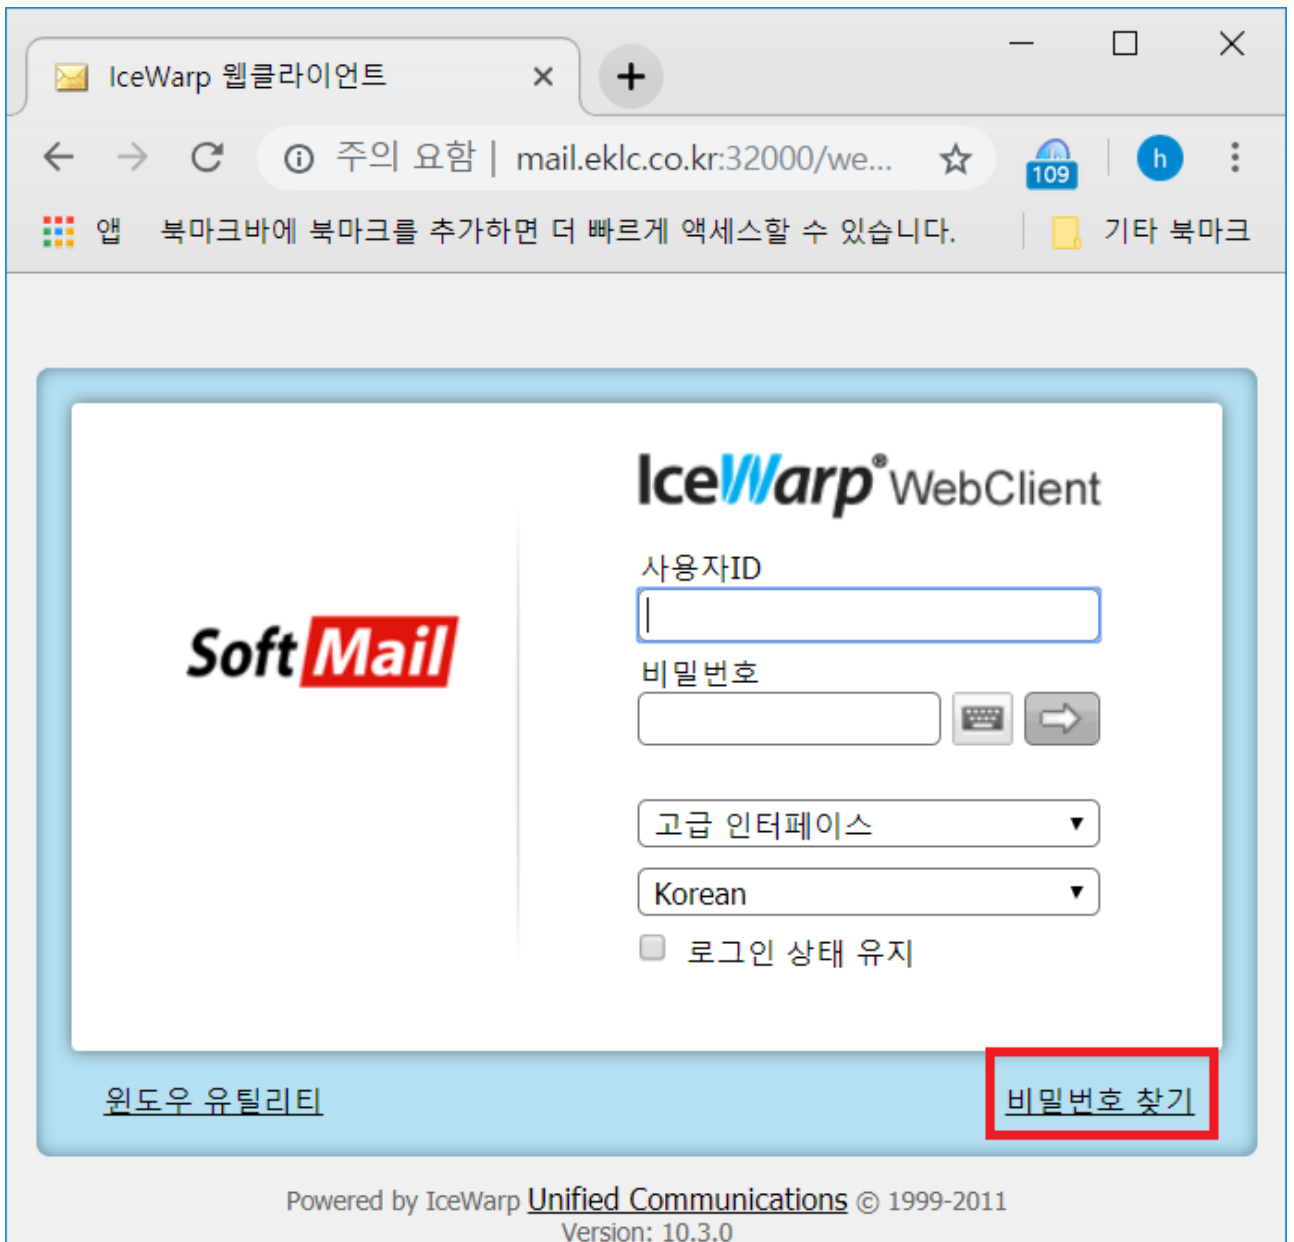 IceWarp 웹클라이언트
주의 요함 | mail.eklc.co.kr:32000/we...
109
h
앱 북마크바에 북마크를 추가하면 더 빠르게 액세스할 수 있습니다. 기타 북마크
IceWarp® WebClient
사용자ID
Soft Mail
비밀번호
고급 인터페이스
Korean
로그인 상태 유지
윈도우 유틸리티
비밀번호 찾기
Powered by IceWarp Unified Communications © 1999-2011
Version: 10.3.0